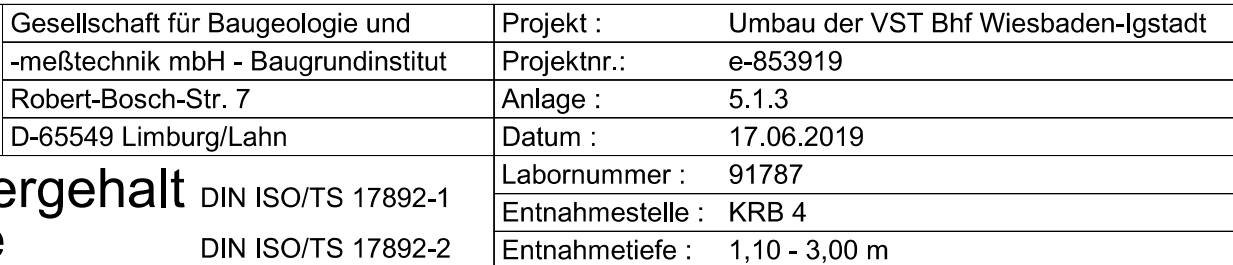 Gesellschaft für Baugeologie und
-meßtechnik mbH - Baugrundinstitut
Robert-Bosch-Str. 7
D-65549 Limburg/Lahn
Projekt : Umbau der VST Bhf Wiesbaden-Igstadt
Projektnr.: e-853919
Anlage : 5.1.3
Datum : 17.06.2019
Labornummer : 91787
Entnahmestelle : KRB 4
Entnahmetiefe : 1,10 - 3,00 m
ergehalt DIN ISO/TS 17892-1
e DIN ISO/TS 17892-2